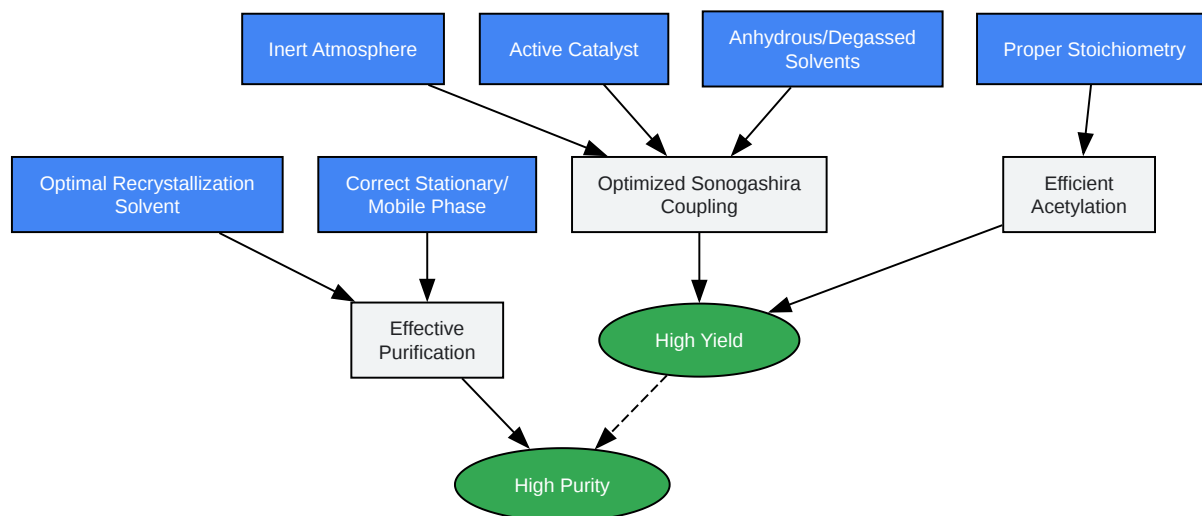 Inert Atmosphere
Active Catalyst
Anhydrous/Degassed
Solvents
Proper Stoichiometry
Optimal Recrystallization
Solvent
Correct Stationary/
Mobile Phase
Optimized Sonogashira
Coupling
Efficient
Acetylation
Effective
Purification
High Yield
High Purity